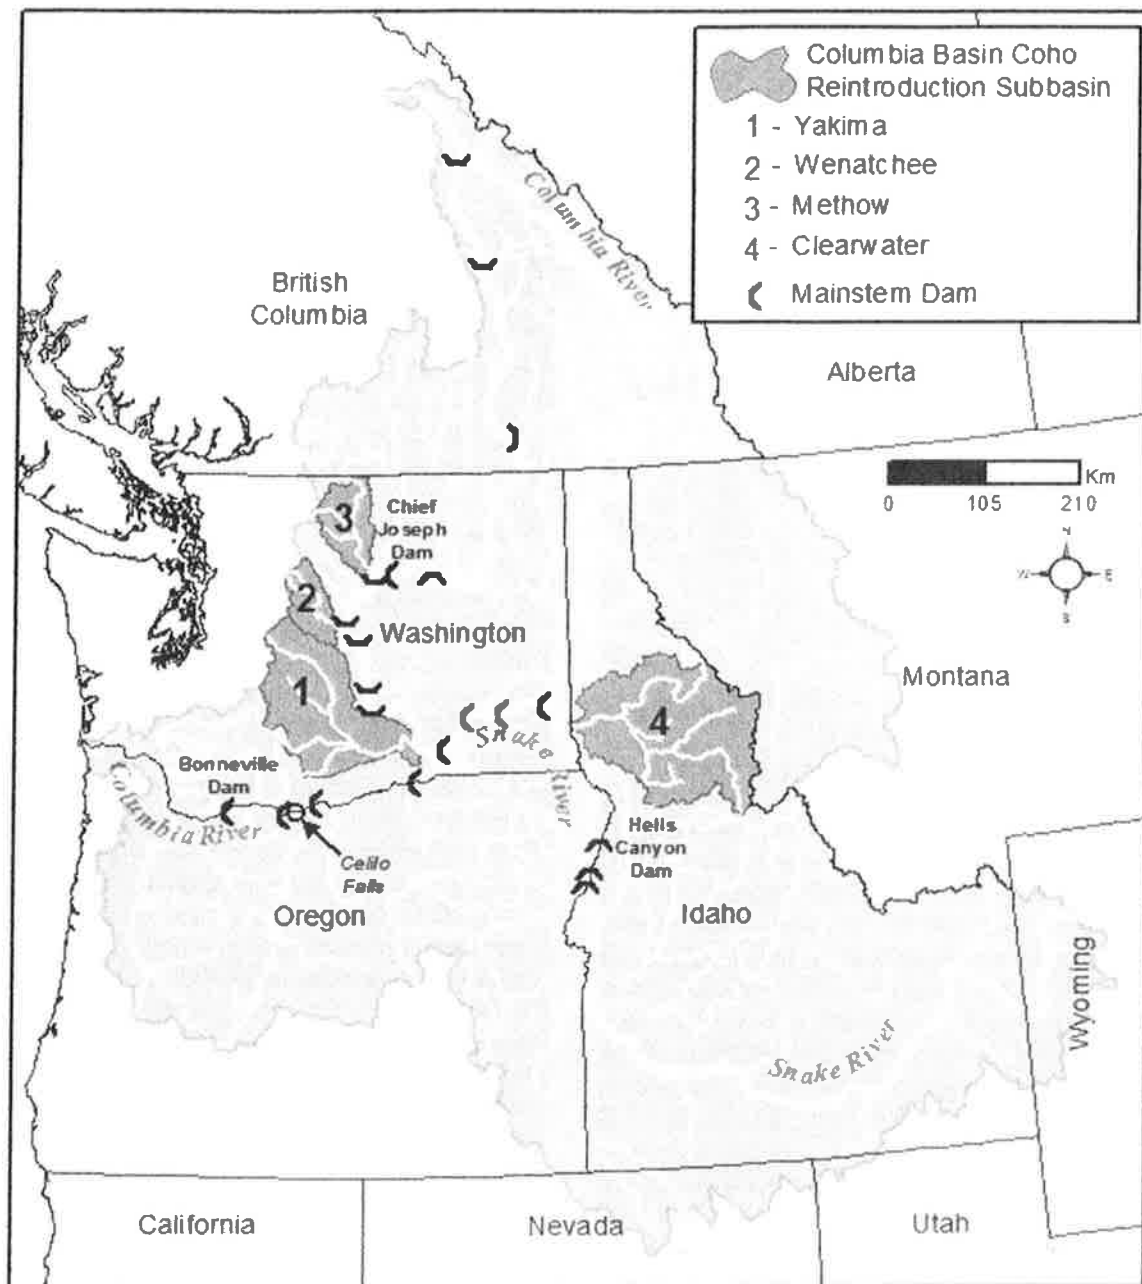 Columbia Basin Coho
Reintroduction Subbasin
1 - Yakima
2 - Wenatchee
3 - Methow
4 - Clearwater
Mainstem Dam
Columbia River
British
Columbia
Alberta
Km
0 105 210
N
W E
S
3
Chief
Joseph
Dam
2
Washington
Montana
1
4
Snake River
Bonneville
Dam
Columbia River
Celilo
Falls
Hells
Canyon
Dam
Oregon
Idaho
Wyoming
Snake River
California
Nevada
Utah